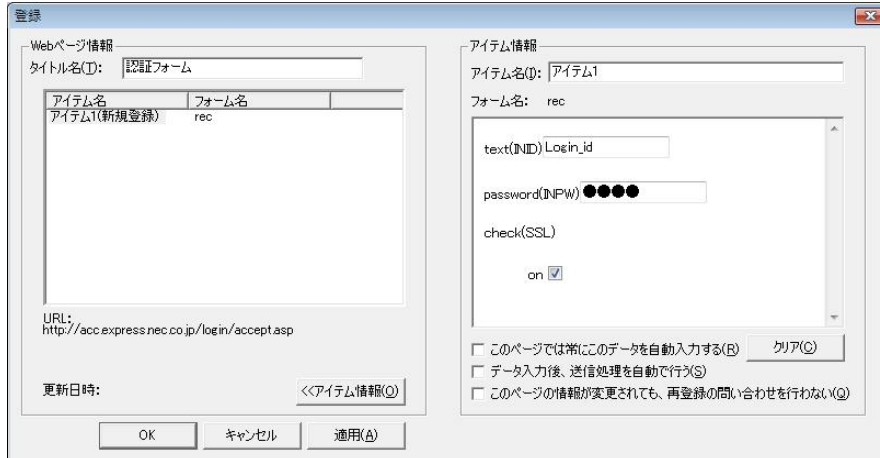 登録
Webページ情報
タイトル名(T): 認証フォーム
アイテム名 フォーム名
アイテム1(新規登録) rec
URL:
http://acc.express.nec.co.jp/login/accept.asp
更新日時:
<<アイテム情報(O)
OK キャンセル 適用(A)
アイテム情報
アイテム名(I): アイテム1
フォーム名: rec
text(INID) Login_id
password(INPW) ●●●●
check(SSL)
on
このページでは常にこのデータを自動入力する(R) クリア(C)
データ入力後、送信処理を自動で行う(S)
このページの情報が変更されても、再登録の問い合わせを行わない(Q)